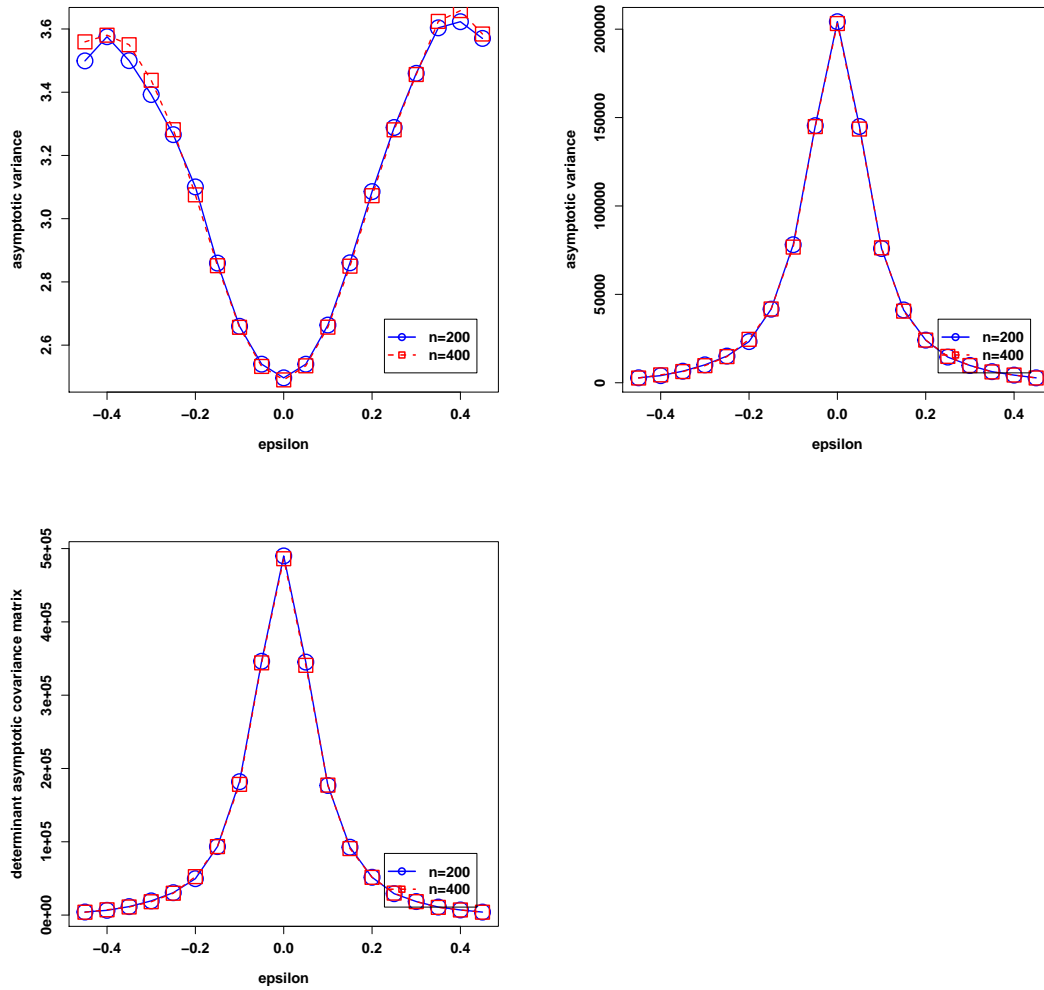 3.6
3.4
3.2
3.0
2.8
2.6
asymptotic variance
−0.4 −0.2 0.0 0.2 0.4
epsilon
n=200
n=400
200000
150000
100000
50000
0
asymptotic variance
−0.4 −0.2 0.0 0.2 0.4
epsilon
n=200
n=400
5e+05
4e+05
3e+05
2e+05
1e+05
0e+00
determinant asymptotic covariance matrix
−0.4 −0.2 0.0 0.2 0.4
epsilon
n=200
n=400